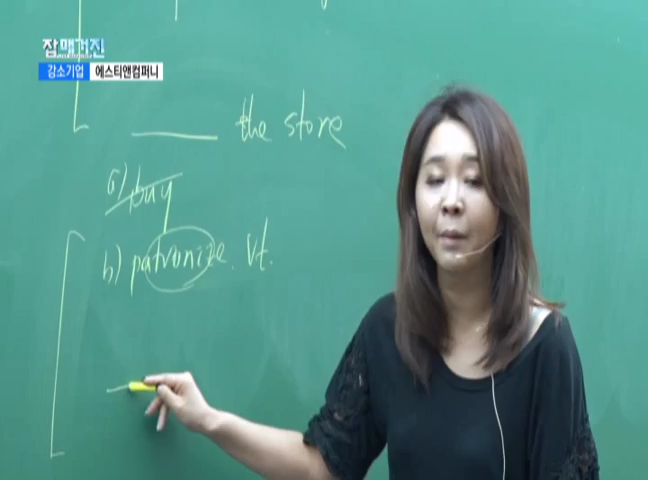 잡매거진
강소기업 에스티앤컴퍼니
____ the store
a) buy
b) patronize. vt.